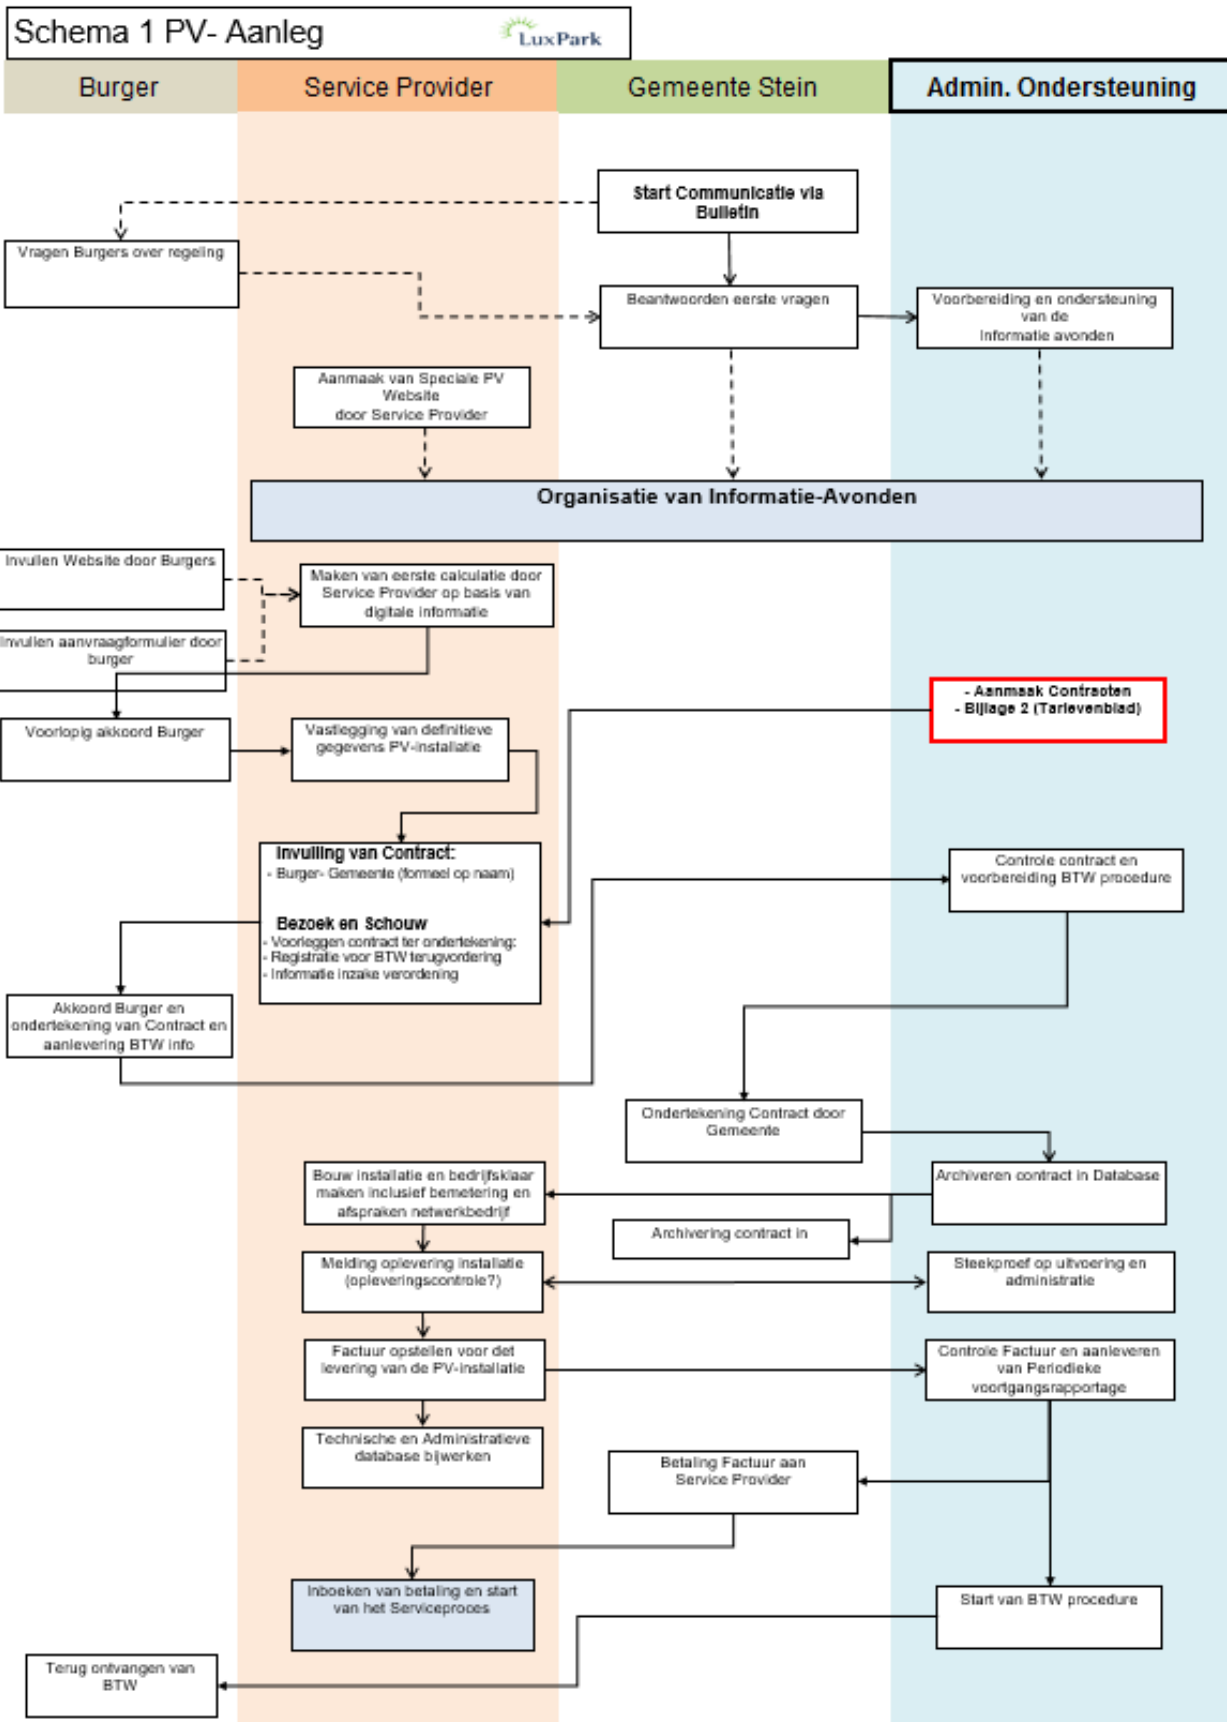 Schema 1 PV- Aanleg
LuxPark
Burger
Service Provider
Gemeente Stein
Admin. Ondersteuning
Start Communicatie via
Bulletin
Vragen Burgers over regeling
Beantwoorden eerste vragen
Voorbereiding en ondersteuning
van de
Informatie avonden
Aanmaak van Speciale PV
Website
door Service Provider
Organisatie van Informatie-Avonden
Invullen Website door Burgers
Maken van eerste calculatie door
Service Provider op basis van
digitale informatie
Invullen aanvraagformulier door
burger
- Aanmaak Contracten
- Bijlage 2 (Tarievenblad)
Voorlopig akkoord Burger
Vastlegging van definitieve
gegevens PV-installatie
Invulling van Contract:
- Burger- Gemeente (formeel op naam)
Bezoek en Schouw
- Voorleggen contract ter ondertekening:
- Registratie voor BTW terugvordering
- Informatie inzake verordening
Controle contract en
voorbereiding BTW procedure
Akkoord Burger en
ondertekening van Contract en
aanlevering BTW info
Ondertekening Contract door
Gemeente
Bouw installatie en bedrijfsklaar
maken inclusief bemetering en
afspraken netwerkbedrijf
Archiveren contract in Database
Archivering contract in
Melding oplevering installatie
(opleveringscontrole?)
Steekproef op uitvoering en
administratie
Factuur opstellen voor det
levering van de PV-installatie
Controle Factuur en aanleveren
van Periodieke
voortgangsrapportage
Technische en Administratieve
database bijwerken
Betaling Factuur aan
Service Provider
Inboeken van betaling en start
van het Serviceproces
Start van BTW procedure
Terug ontvangen van
BTW